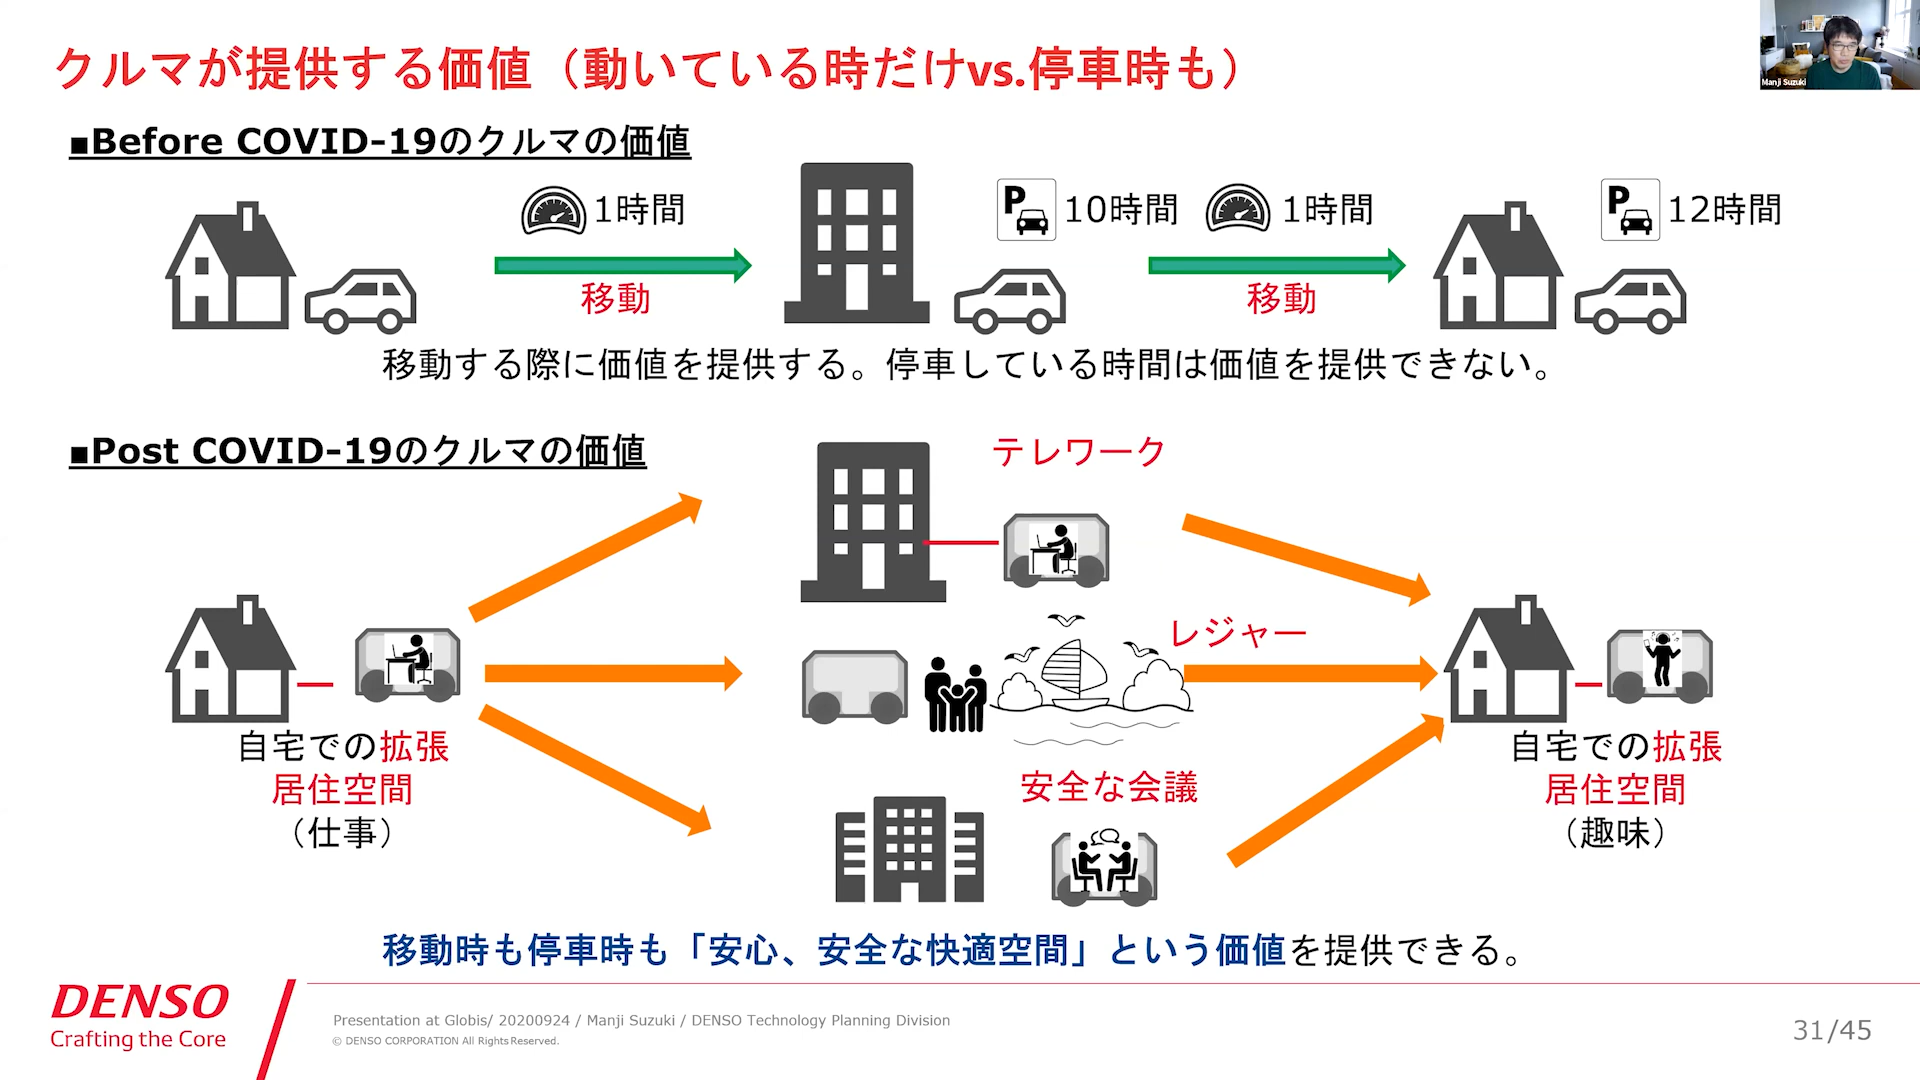 クルマが提供する価値（動いている時だけvs.停車時も）
Manji Suzuki
■Before COVID-19のクルマの価値
1時間
P
10時間
1時間
P
12時間
移動
移動
移動する際に価値を提供する。停車している時間は価値を提供できない。
■Post COVID-19のクルマの価値
テレワーク
レジャー
自宅での拡張
居住空間
（仕事）
安全な会議
自宅での拡張
居住空間
（趣味）
移動時も停車時も「安心、安全な快適空間」という価値を提供できる。
DENSO
Crafting the Core
Presentation at Globis/ 20200924 / Manji Suzuki / DENSO Technology Planning Division
© DENSO CORPORATION All Rights Reserved.
31/45